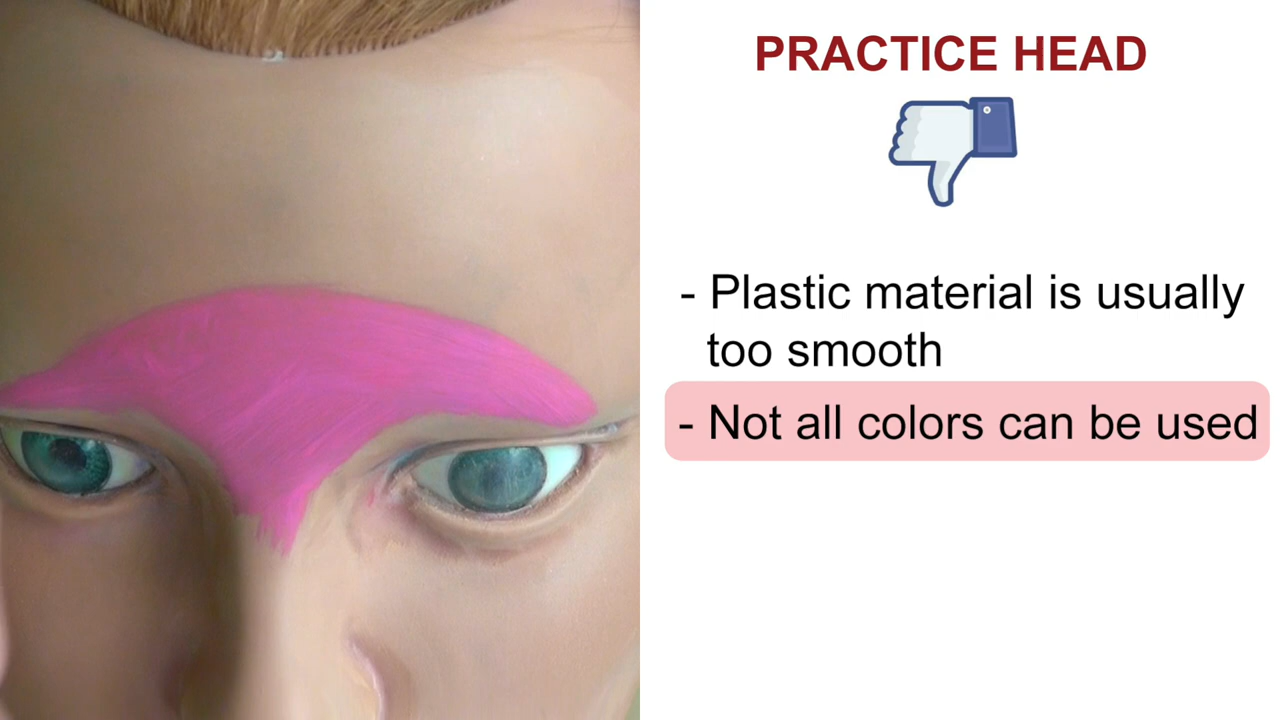 PRACTICE HEAD
- Plastic material is usually
too smooth
- Not all colors can be used